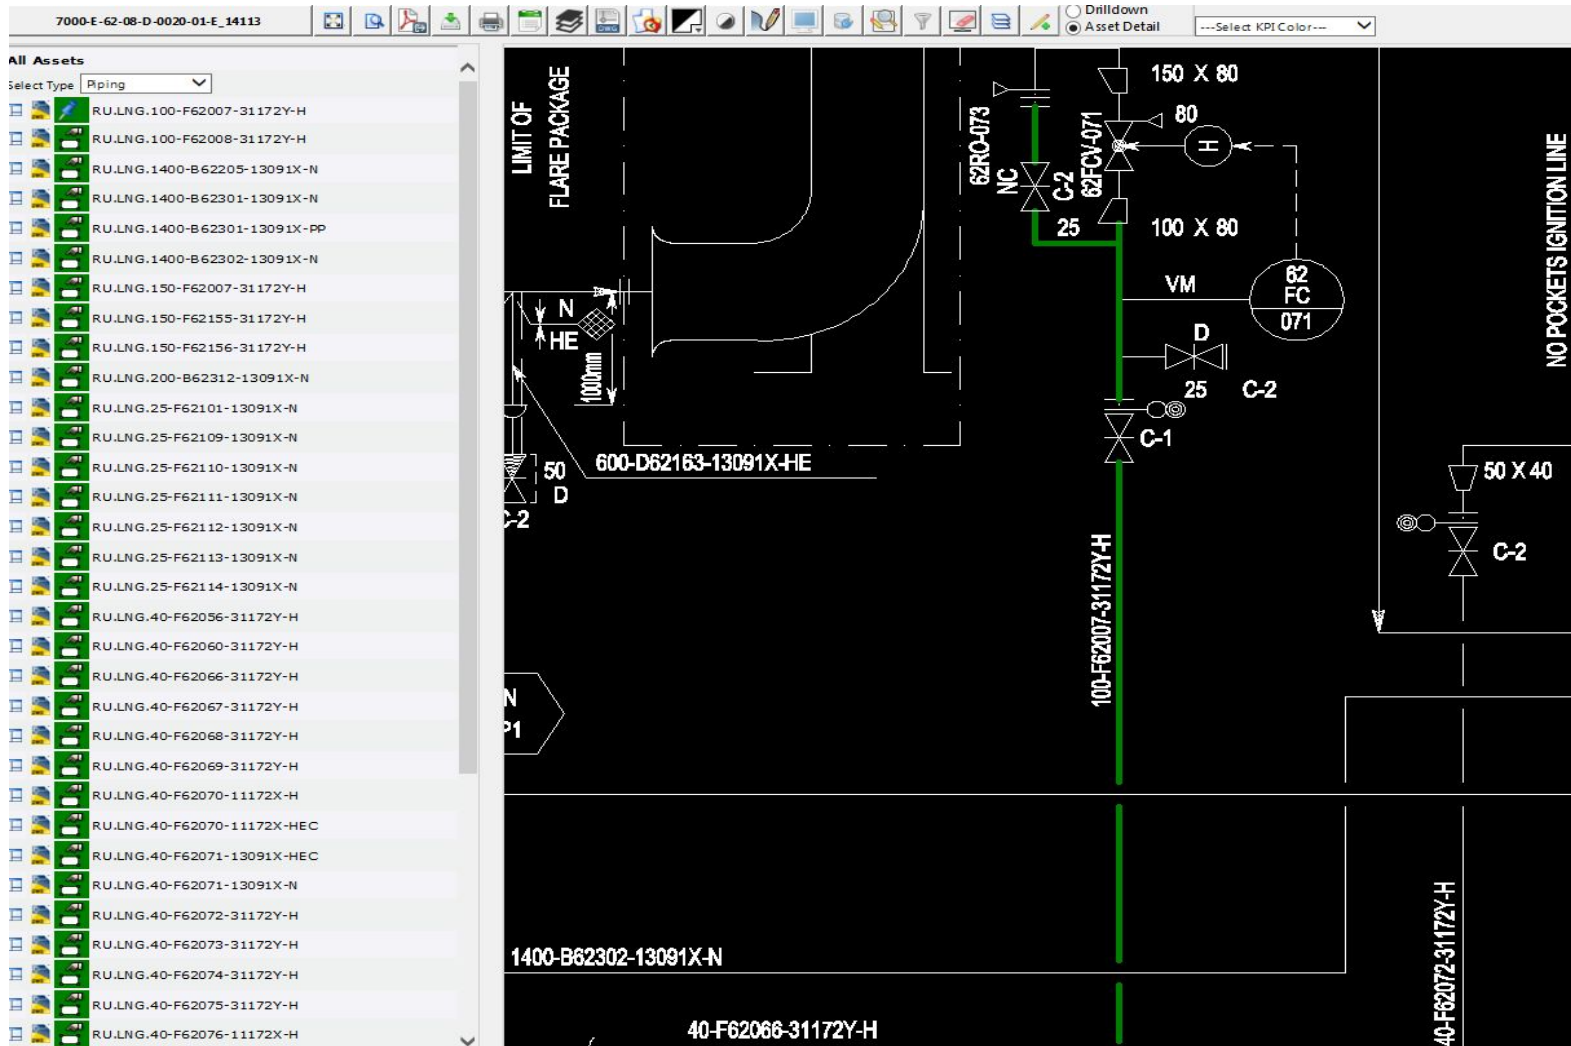 7000-E-62-08-D-0020-01-E_14113
Drilldown
Asset Detail
---Select KPI Color---
All Assets
Select Type Piping
RU.LNG.100-F62007-31172Y-H
RU.LNG.100-F62008-31172Y-H
RU.LNG.1400-B62205-13091X-N
RU.LNG.1400-B62301-13091X-N
RU.LNG.1400-B62301-13091X-PP
RU.LNG.1400-B62302-13091X-N
RU.LNG.150-F62007-31172Y-H
RU.LNG.150-F62155-31172Y-H
RU.LNG.150-F62156-31172Y-H
RU.LNG.200-B62312-13091X-N
RU.LNG.25-F62101-13091X-N
RU.LNG.25-F62109-13091X-N
RU.LNG.25-F62110-13091X-N
RU.LNG.25-F62111-13091X-N
RU.LNG.25-F62112-13091X-N
RU.LNG.25-F62113-13091X-N
RU.LNG.25-F62114-13091X-N
RU.LNG.40-F62056-31172Y-H
RU.LNG.40-F62060-31172Y-H
RU.LNG.40-F62066-31172Y-H
RU.LNG.40-F62067-31172Y-H
RU.LNG.40-F62068-31172Y-H
RU.LNG.40-F62069-31172Y-H
RU.LNG.40-F62070-11172X-H
RU.LNG.40-F62070-11172X-HEC
RU.LNG.40-F62071-13091X-HEC
RU.LNG.40-F62071-13091X-N
RU.LNG.40-F62072-31172Y-H
RU.LNG.40-F62073-31172Y-H
RU.LNG.40-F62074-31172Y-H
RU.LNG.40-F62075-31172Y-H
RU.LNG.40-F62076-11172X-H
LIMIT OF
FLARE PACKAGE
N
HE
1000mm
50
D
C-2
600-D62163-13091X-HE
N
P1
62RO-073
NC
C-2
25
62FCV-071
150 X 80
80
H
100 X 80
VM
62
FC
071
D
25
C-2
C-1
100-F62007-31172Y-H
NO POCKETS IGNITION LINE
50 X 40
C-2
40-F62072-31172Y-H
1400-B62302-13091X-N
40-F62066-31172Y-H